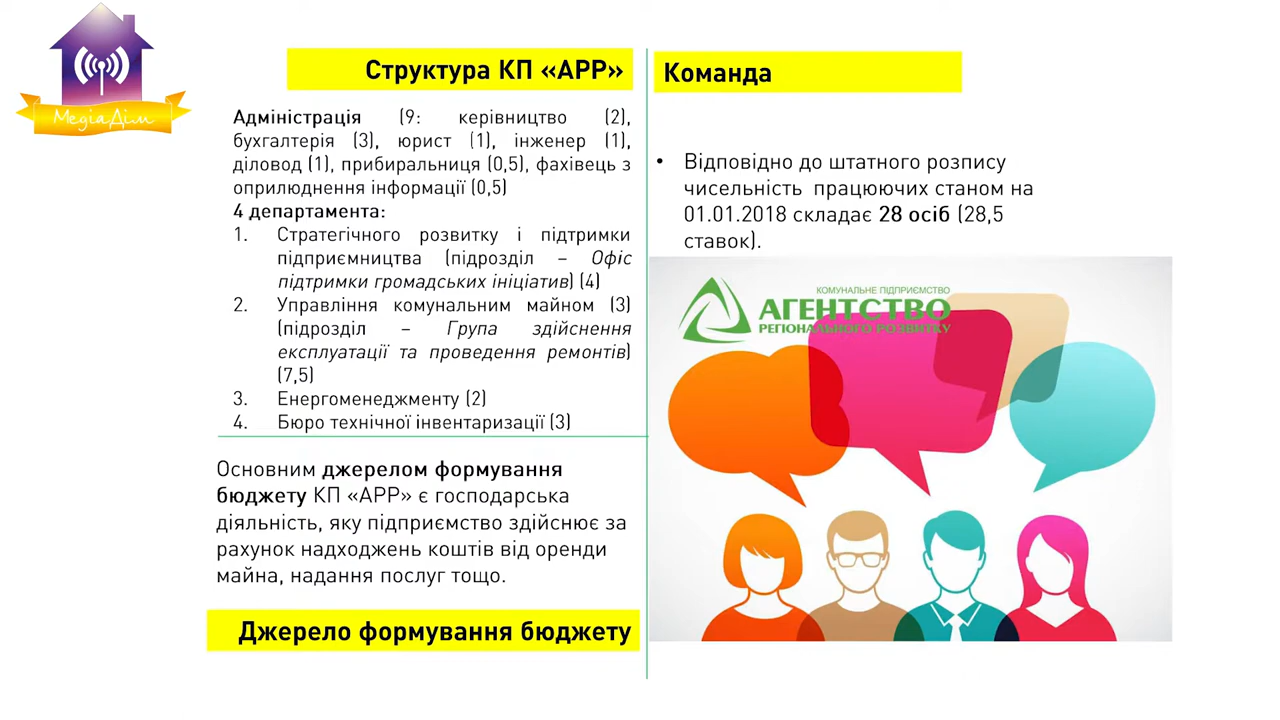 МедіаДім
Структура КП «АРР»
Адміністрація (9: керівництво (2),
бухгалтерія (3), юрист (1), інженер (1),
діловод (1), прибиральниця (0,5), фахівець з
оприлюднення інформації (0,5)
4 департамента:
1. Стратегічного розвитку і підтримки
підприємництва (підрозділ – Офіс
підтримки громадських ініціатив) (4)
2. Управління комунальним майном (3)
(підрозділ – Група здійснення
експлуатації та проведення ремонтів)
(7,5)
3. Енергоменеджменту (2)
4. Бюро технічної інвентаризації (3)
Основним джерелом формування
бюджету КП «АРР» є господарська
діяльність, яку підприємство здійснює за
рахунок надходжень коштів від оренди
майна, надання послуг тощо.
Джерело формування бюджету
Команда
• Відповідно до штатного розпису
чисельність працюючих станом на
01.01.2018 складає 28 осіб (28,5
ставок).
КОМУНАЛЬНЕ ПІДПРИЄМСТВО
АГЕНТСТВО
РЕГІОНАЛЬНОГО РОЗВИТКУ